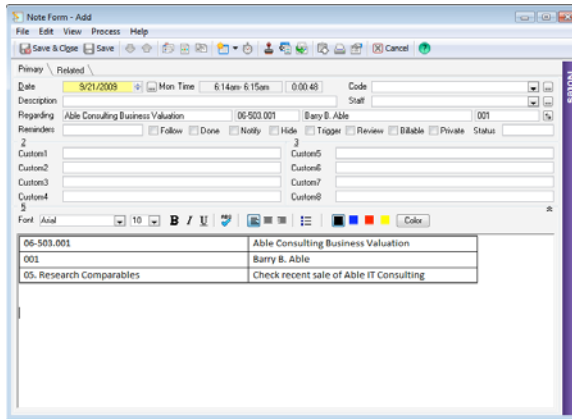 Note Form - Add
File Edit View Process Help
Save & Close Save Cancel
Primary Related
Date 9/21/2009 Mon Time 6:14am- 6:15am 0:00:48 Code
Description Staff
Regarding Able Consulting Business Valuation 06-503.001 Barry B. Able 001
Reminders Follow Done Notify Hide Trigger Review Billable Private Status
2 3
Custom1 Custom5
Custom2 Custom6
Custom3 Custom7
Custom4 Custom8
5
Font Arial 10 B I U Color
06-503.001 Able Consulting Business Valuation
001 Barry B. Able
05. Research Comparables Check recent sale of Able IT Consulting
Notes